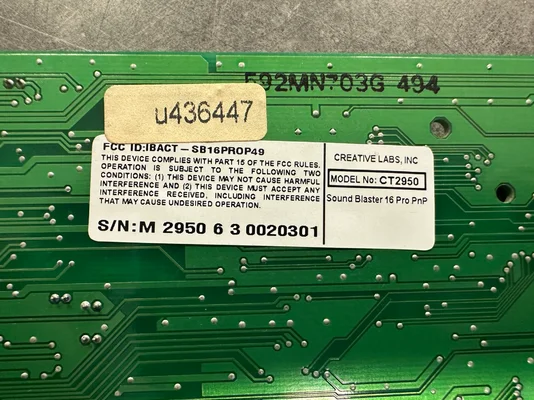 592MN703G 494
u436447
FCC ID:IBACT-SB16PROP49
THIS DEVICE COMPLIES WITH PART 15 OF THE FCC RULES.
OPERATION IS SUBJECT TO THE FOLLOWING TWO
CONDITIONS: (1) THIS DEVICE MAY NOT CAUSE HARMFUL
INTERFERENCE AND (2) THIS DEVICE MUST ACCEPT ANY
INTERFERENCE RECEIVED, INCLUDING INTERFERENCE
THAT MAY CAUSE UNDESIRED OPERATION.
S/N: M 2950 6 3 0020301
CREATIVE LABS, INC
MODEL No: CT2950
Sound Blaster 16 Pro PnP